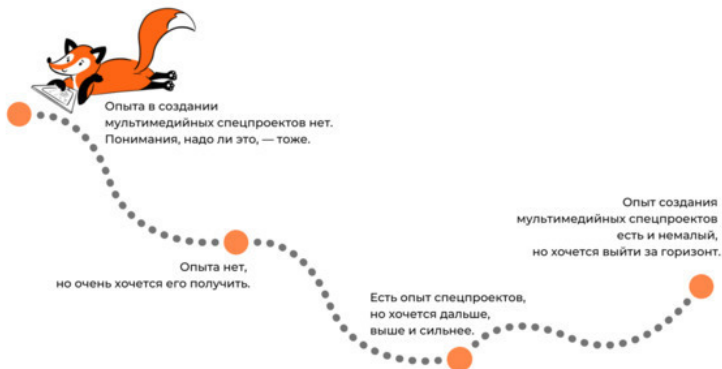 Опыта в создании
мультимедийных спецпроектов нет.
Понимания, надо ли это, — тоже.
Опыта нет,
но очень хочется его получить.
Есть опыт спецпроектов,
но хочется дальше,
выше и сильнее.
Опыт создания
мультимедийных спецпроектов
есть и немалый,
но хочется выйти за горизонт.